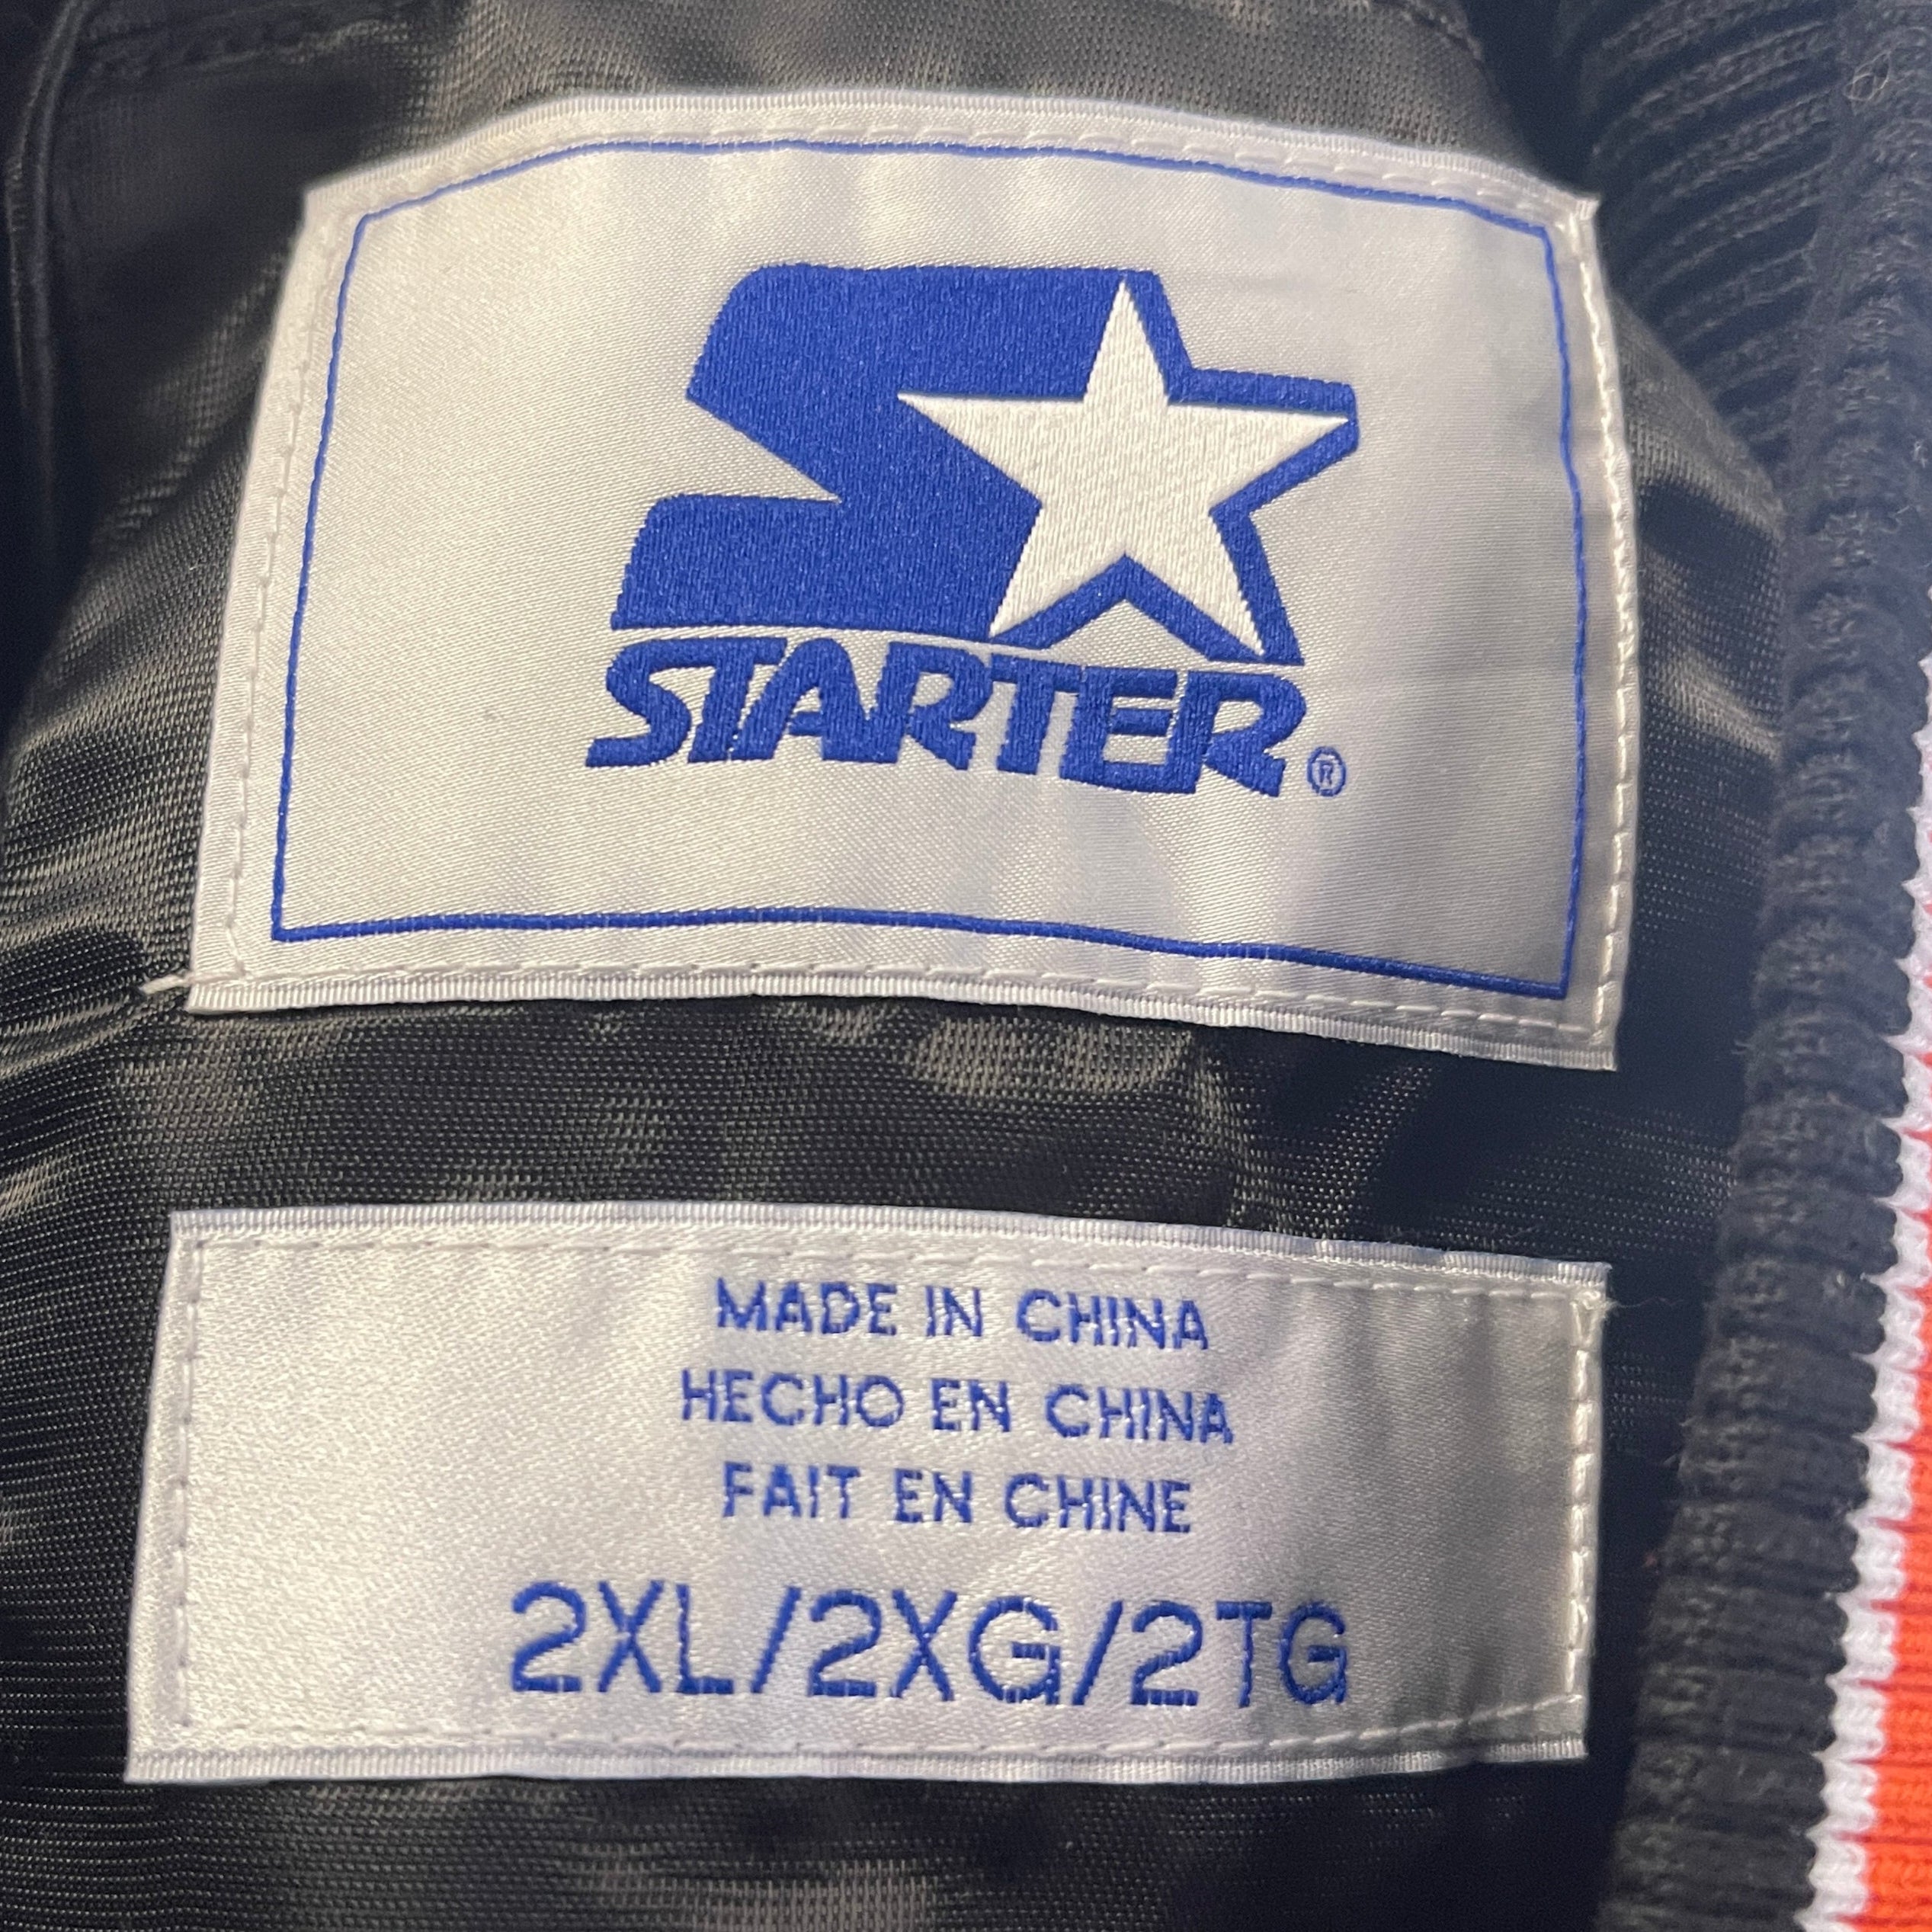 STARTER®
MADE IN CHINA
HECHO EN CHINA
FAIT EN CHINE
2XL/2XG/2TG